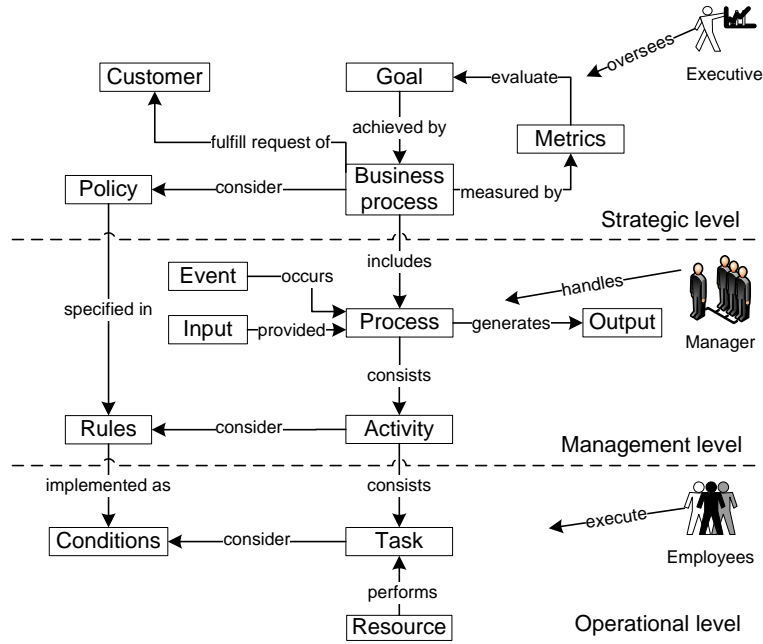 oversees
Executive
Customer
Goal
evaluate
achieved by
fulfill request of
Metrics
Policy
consider
Business
process
measured by
Strategic level
includes
Event
occurs
handles
specified in
Input
provided
Process
generates
Output
Manager
consists
Rules
consider
Activity
Management level
implemented as
consists
execute
Conditions
consider
Task
Employees
performs
Resource
Operational level